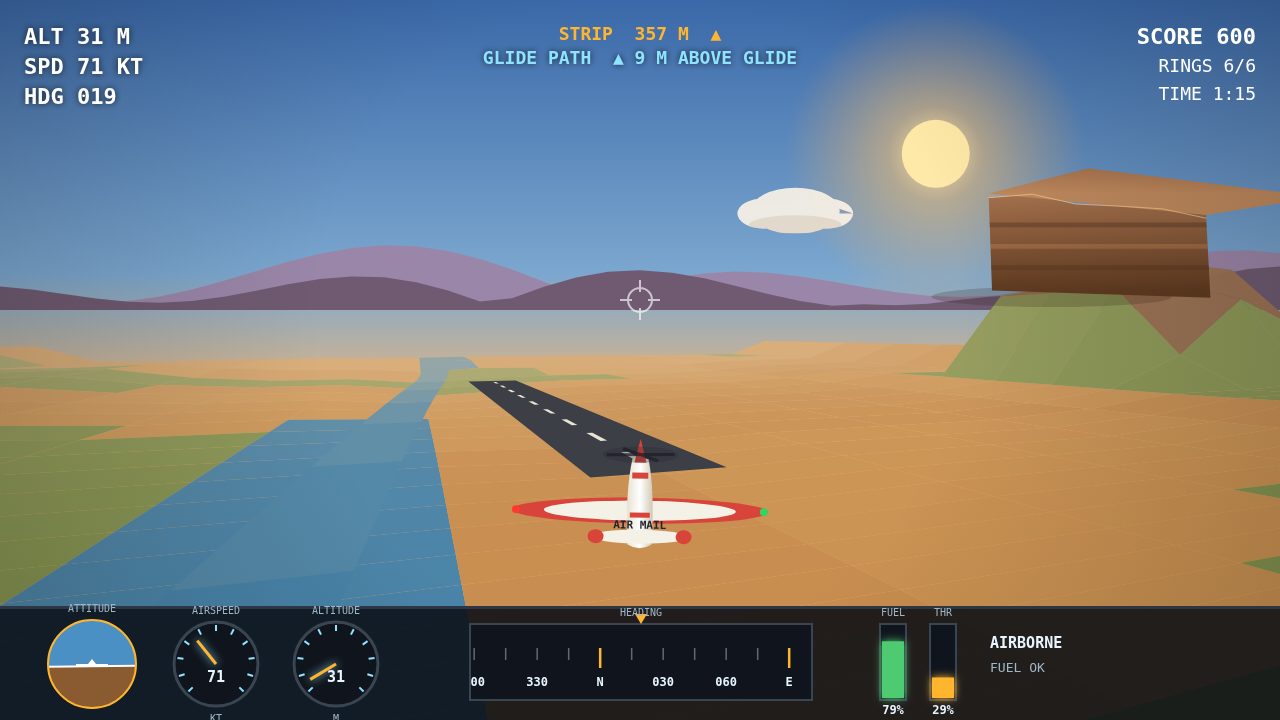 ALT 31 M
SPD 71 KT
HDG 019
STRIP 357 M ▲
GLIDE PATH ▲ 9 M ABOVE GLIDE
SCORE 600
RINGS 6/6
TIME 1:15
AIR MAIL
ATTITUDE
AIRSPEED
71
KT
ALTITUDE
31
M
HEADING
00 330 N 030 060 E
FUEL
79%
THR
29%
AIRBORNE
FUEL OK